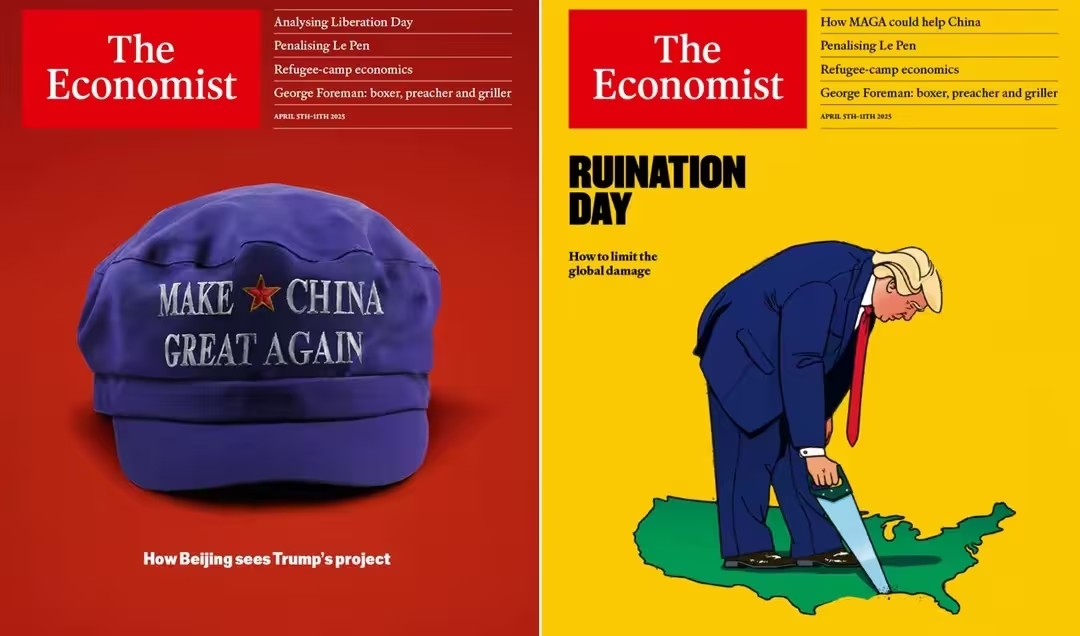 The
Economist
Analysing Liberation Day
Penalising Le Pen
Refugee-camp economics
George Foreman: boxer, preacher and griller
APRIL 5TH–11TH 2025
MAKE CHINA
GREAT AGAIN
How Beijing sees Trump's project
The
Economist
How MAGA could help China
Penalising Le Pen
Refugee-camp economics
George Foreman: boxer, preacher and griller
APRIL 5TH–11TH 2025
RUINATION
DAY
How to limit the
global damage